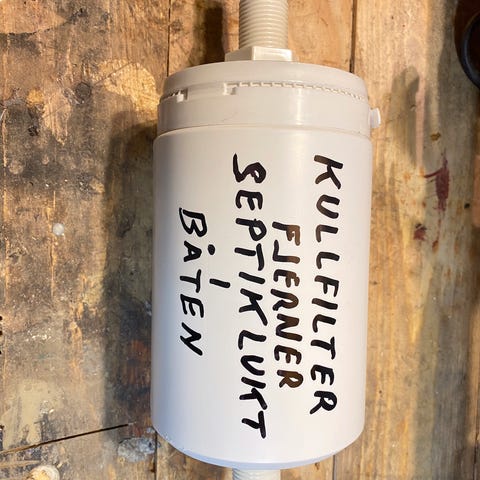 KULLFILTER
FJERNER
SEPTIKLUKT
I
BÅTEN